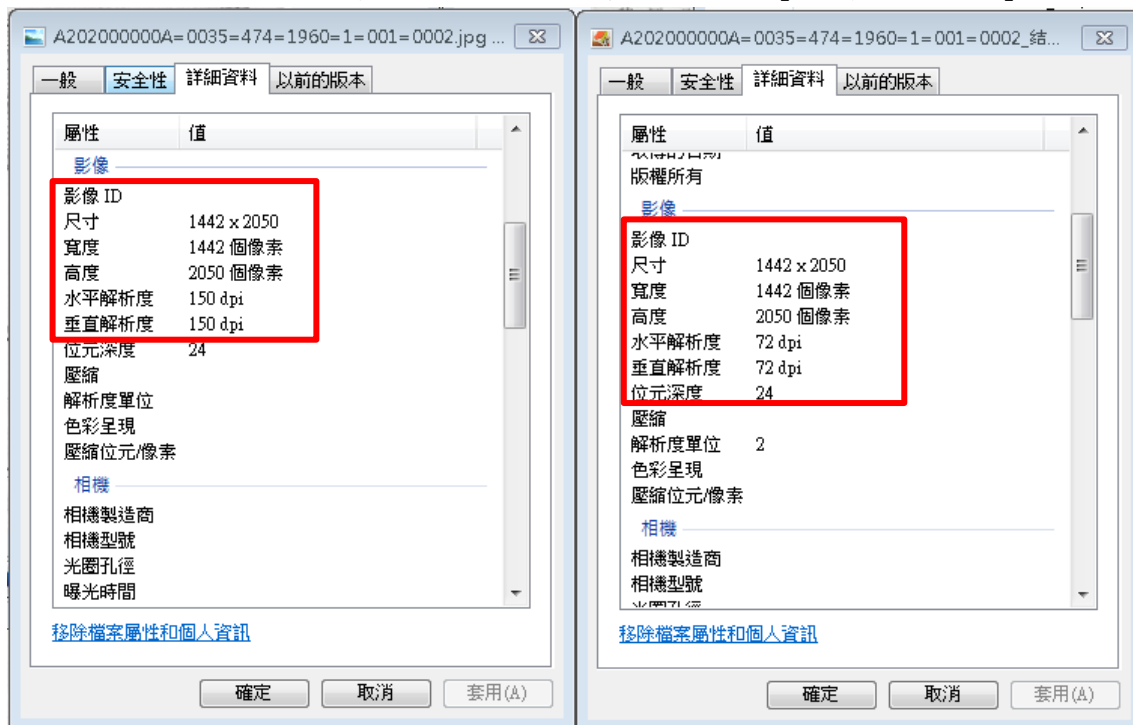 A202000000A=0035=474=1960=1=001=0002.jpg ...
一般 安全性 詳細資料 以前的版本
屬性 值
影像
影像 ID
尺寸 1442 x 2050
寬度 1442 個像素
高度 2050 個像素
水平解析度 150 dpi
垂直解析度 150 dpi
位元深度 24
壓縮
解析度單位
色彩呈現
壓縮位元/像素
相機
相機製造商
相機型號
光圈孔徑
曝光時間
移除檔案屬性和個人資訊
確定 取消 套用(A)
A202000000A=0035=474=1960=1=001=0002_結...
一般 安全性 詳細資料 以前的版本
屬性 值
版權所有
影像
影像 ID
尺寸 1442 x 2050
寬度 1442 個像素
高度 2050 個像素
水平解析度 72 dpi
垂直解析度 72 dpi
位元深度 24
壓縮
解析度單位 2
色彩呈現
壓縮位元/像素
相機
相機製造商
相機型號
移除檔案屬性和個人資訊
確定 取消 套用(A)